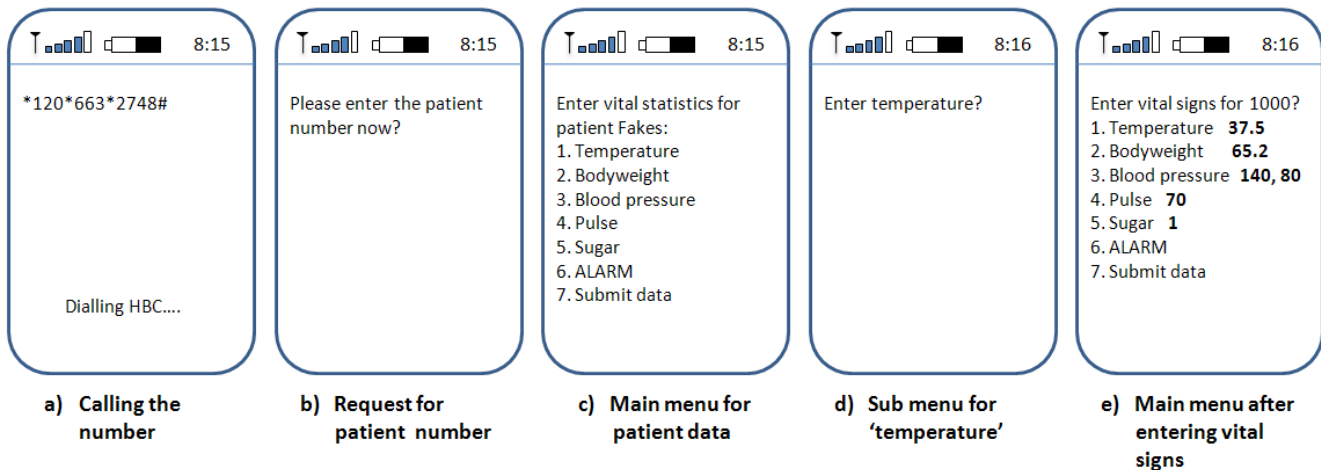 8:15
*120*663*2748#
Dialling HBC....
a) Calling the
number
8:15
Please enter the patient
number now?
b) Request for
patient number
8:15
Enter vital statistics for
patient Fakes:
1. Temperature
2. Bodyweight
3. Blood pressure
4. Pulse
5. Sugar
6. ALARM
7. Submit data
c) Main menu for
patient data
8:16
Enter temperature?
d) Sub menu for
‘temperature’
8:16
Enter vital signs for 1000?
1. Temperature 37.5
2. Bodyweight 65.2
3. Blood pressure 140, 80
4. Pulse 70
5. Sugar 1
6. ALARM
7. Submit data
e) Main menu after
entering vital
signs